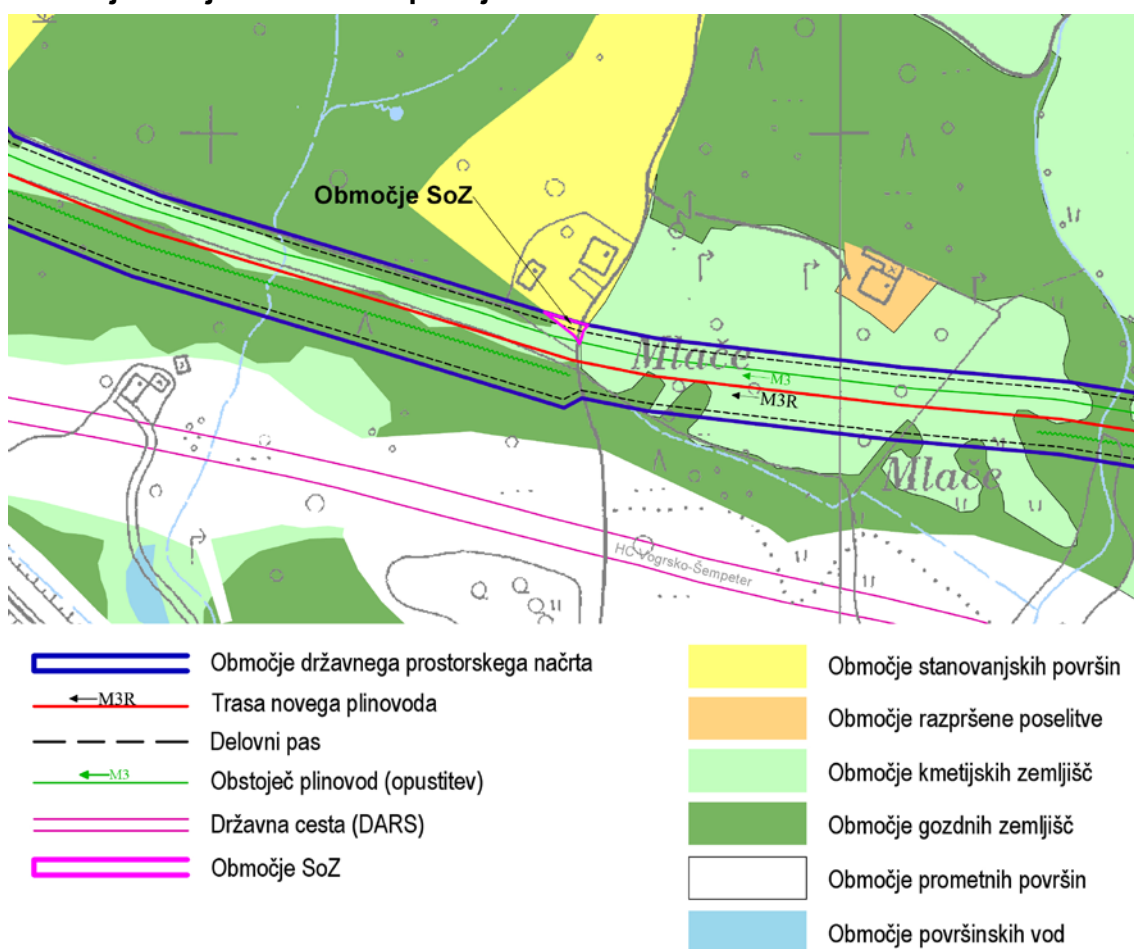 Območje SoZ
Mlače
M3
M3R
Mlače
HC Vogrsko-Šempeter
Območje državnega prostorskega načrta
M3R
Trasa novega plinovoda
Delovni pas
M3
Obstoječ plinovod (opustitev)
Državna cesta (DARS)
Območje SoZ
Območje stanovanjskih površin
Območje razpršene poselitve
Območje kmetijskih zemljišč
Območje gozdnih zemljišč
Območje prometnih površin
Območje površinskih vod